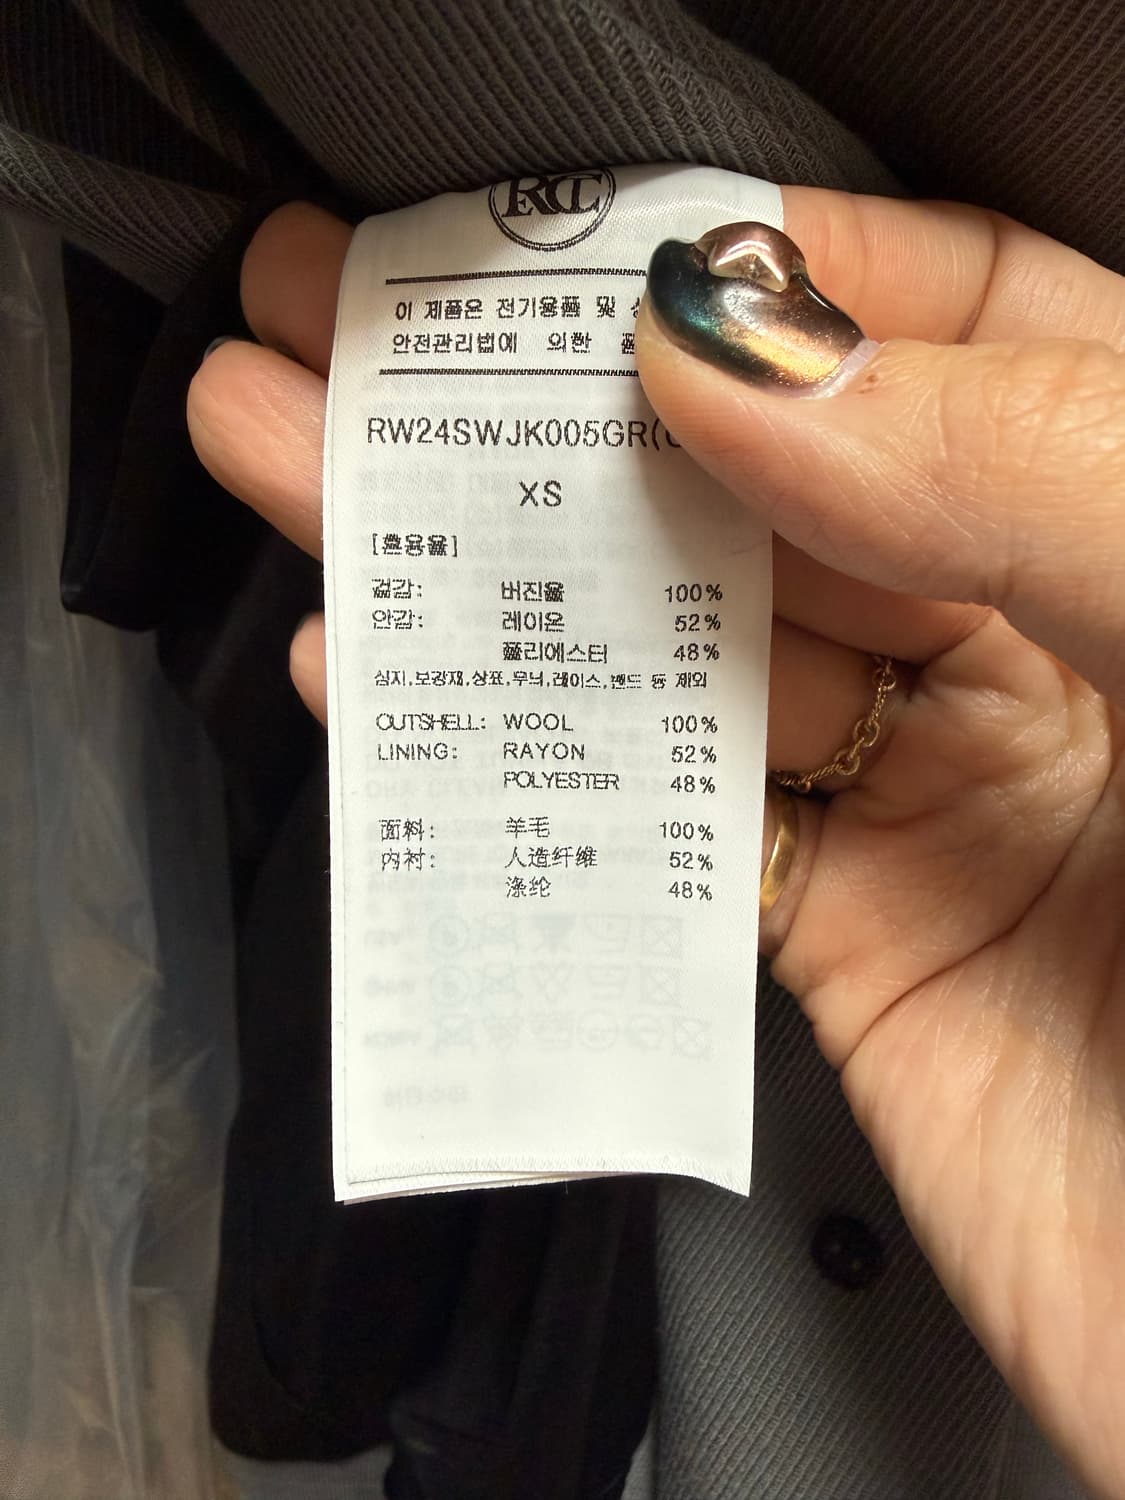 이 제품은 전기용품 및
안전관리법에 의한
RW24SWJK005GR(
XS
[혼용율]
겉감: 버진울 100%
안감: 레이온 52%
폴리에스터 48%
심지,보강재,상표,무늬,레이스,밴드 등 제외
OUTSHELL: WOOL 100%
LINING: RAYON 52%
POLYESTER 48%
面料: 羊毛 100%
内衬: 人造纤维 52%
涤纶 48%